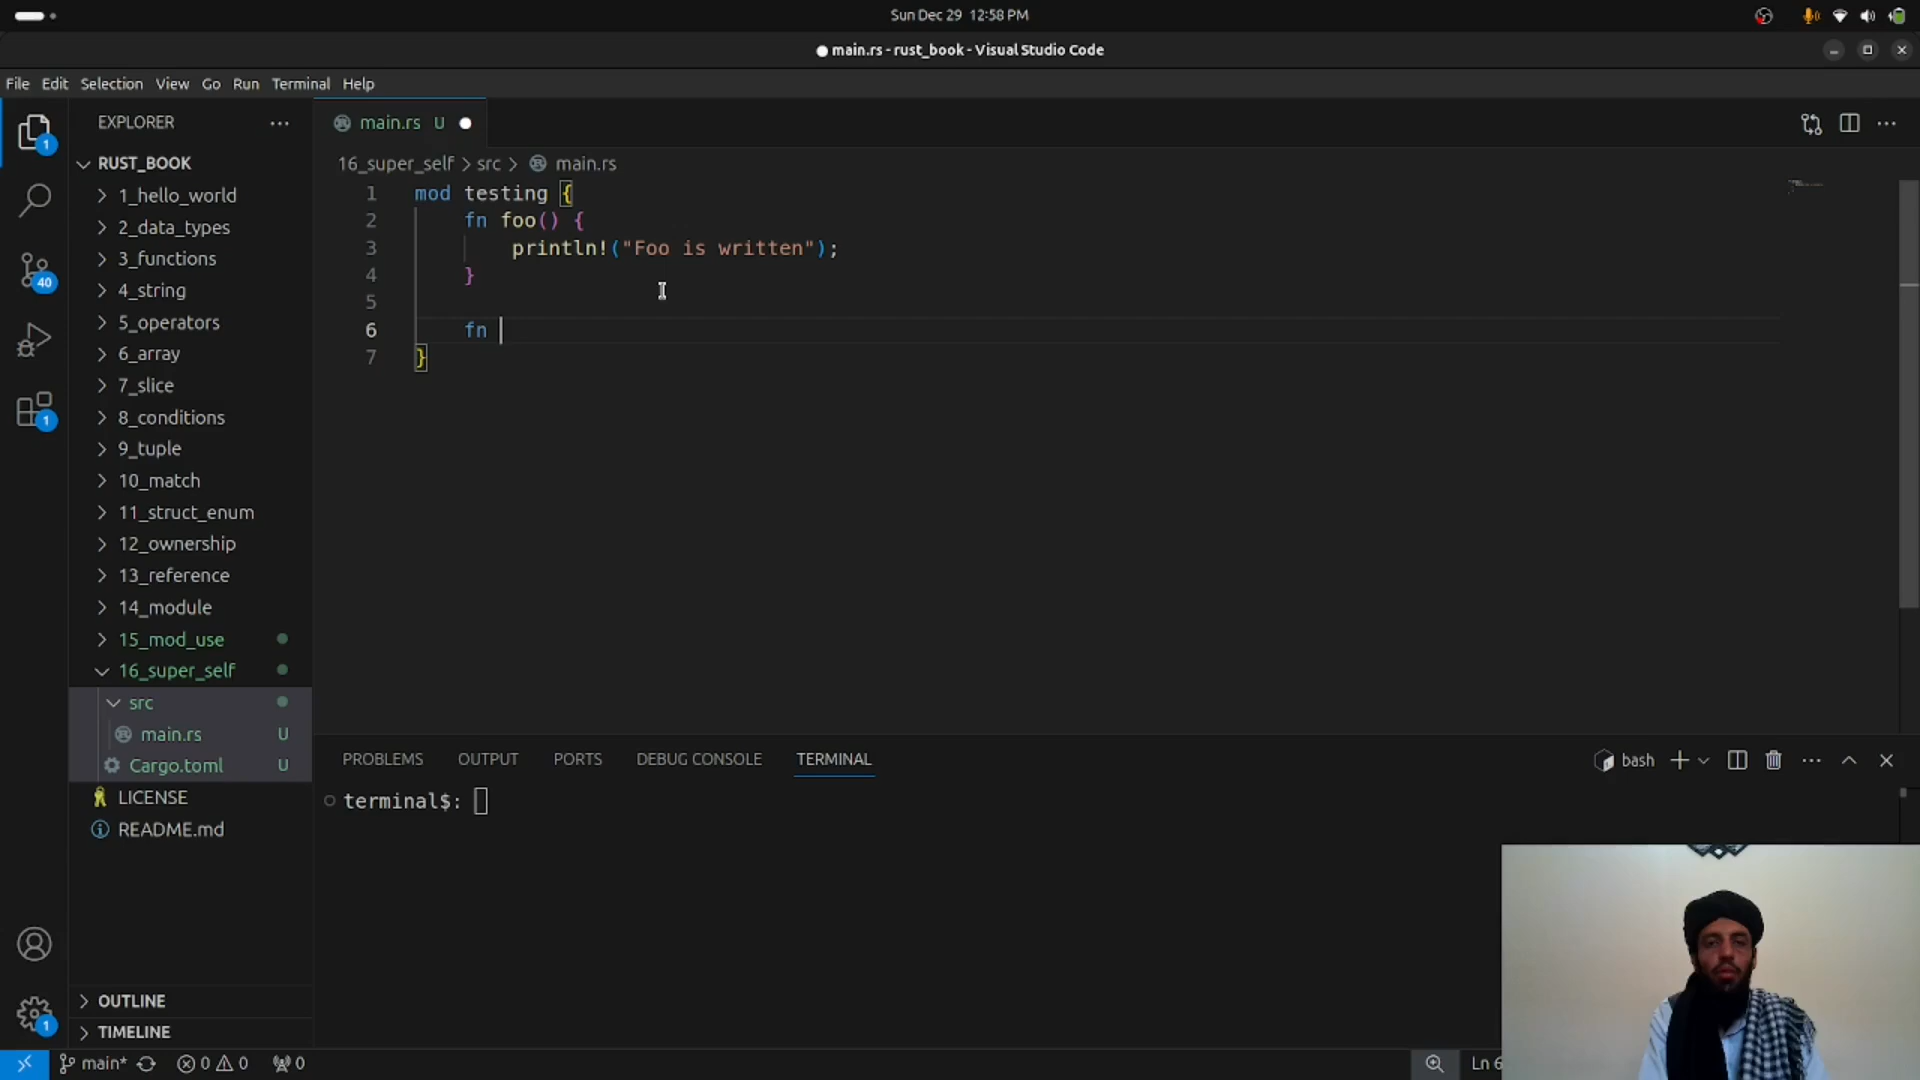 Sun Dec 29 12:58 PM
main.rs - rust_book - Visual Studio Code
File Edit Selection View Go Run Terminal Help
EXPLORER
RUST_BOOK
1_hello_world
2_data_types
3_functions
4_string
5_operators
6_array
7_slice
8_conditions
9_tuple
10_match
11_struct_enum
12_ownership
13_reference
14_module
15_mod_use
16_super_self
src
main.rs U
Cargo.toml U
LICENSE
README.md
OUTLINE
TIMELINE
1
40
1
1
main.rs U
16_super_self > src > main.rs
1 mod testing {
2 fn foo() {
3 println!("Foo is written");
4 }
5
6 fn
7 }
PROBLEMS OUTPUT PORTS DEBUG CONSOLE TERMINAL
bash
terminal$:
main* 0 0 0
Ln 6